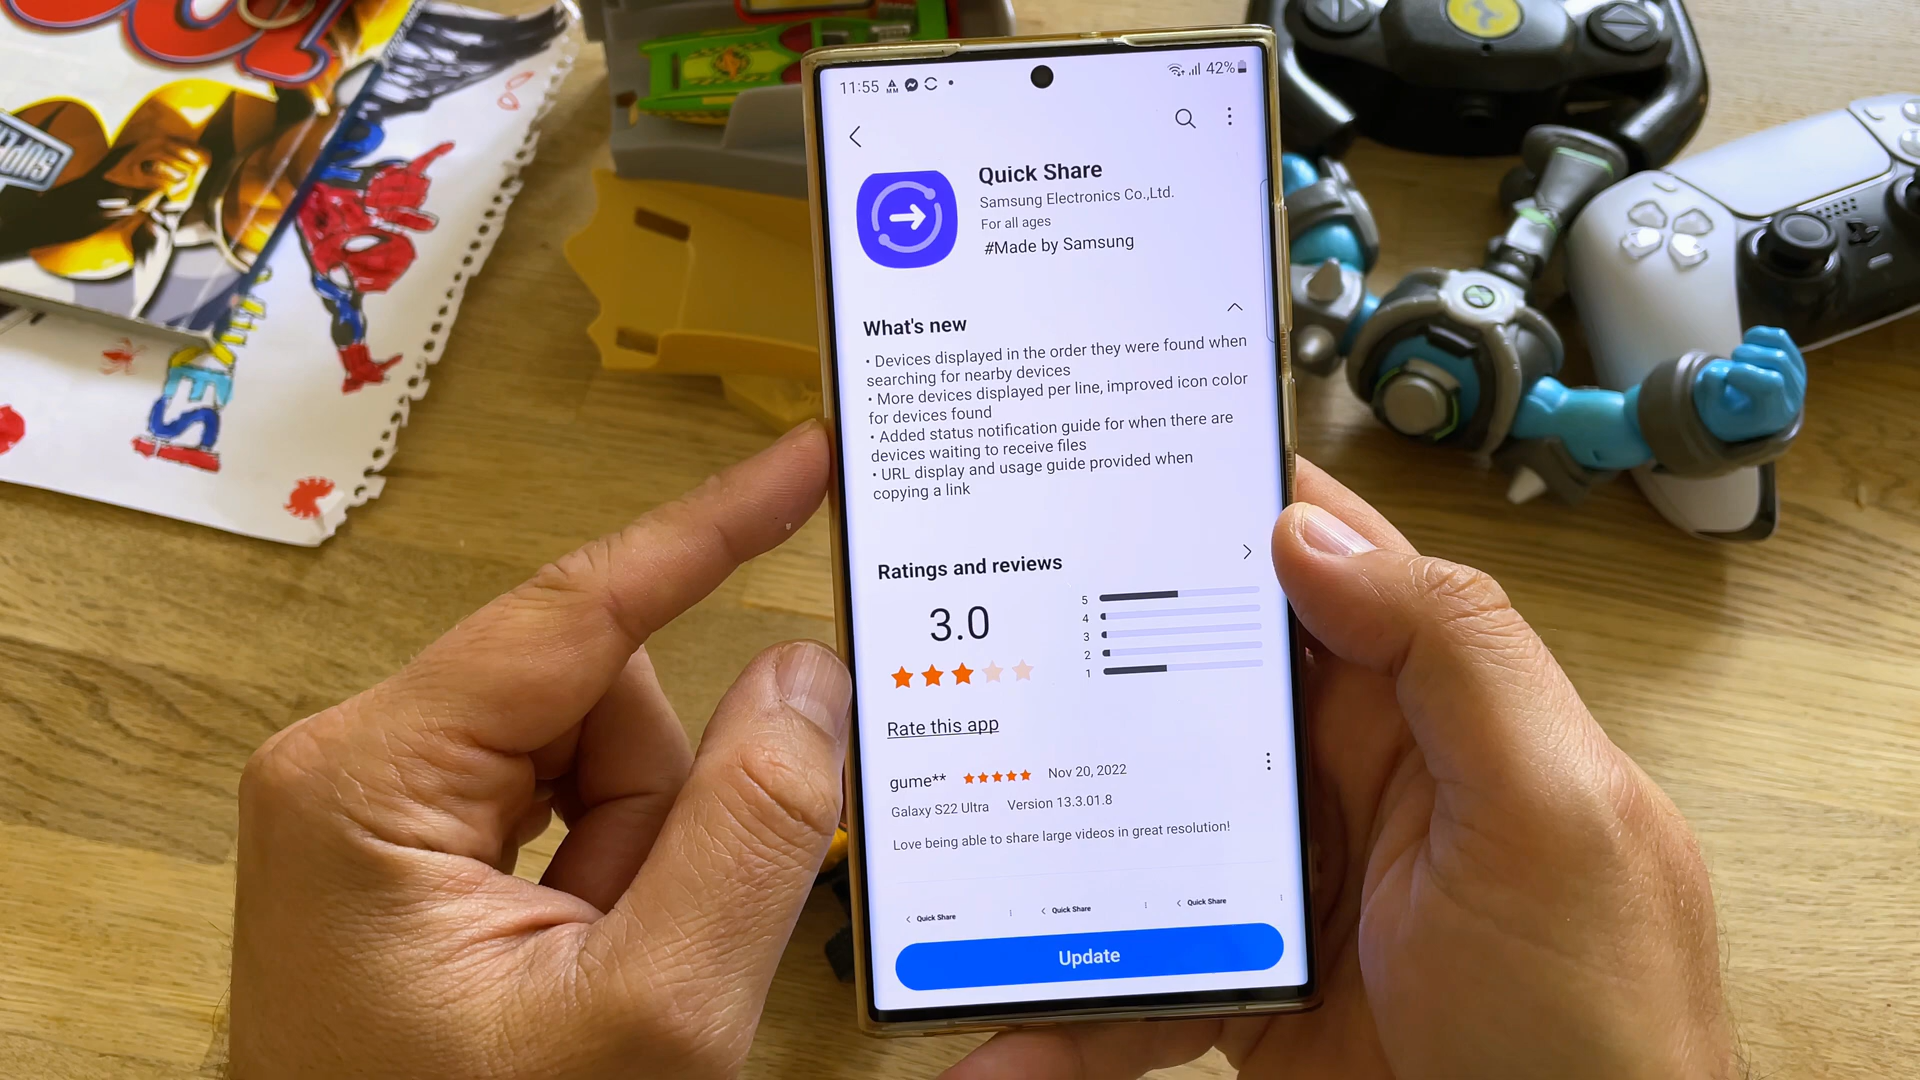 11:55
42%
Quick Share
Samsung Electronics Co.,Ltd.
For all ages
#Made by Samsung
What's new
• Devices displayed in the order they were found when
searching for nearby devices
• More devices displayed per line, improved icon color
for devices found
• Added status notification guide for when there are
devices waiting to receive files
• URL display and usage guide provided when
copying a link
Ratings and reviews
3.0
5
4
3
2
1
Rate this app
gume** Nov 20, 2022
Galaxy S22 Ultra Version 13.3.01.8
Love being able to share large videos in great resolution!
Quick Share
Quick Share
Quick Share
Update